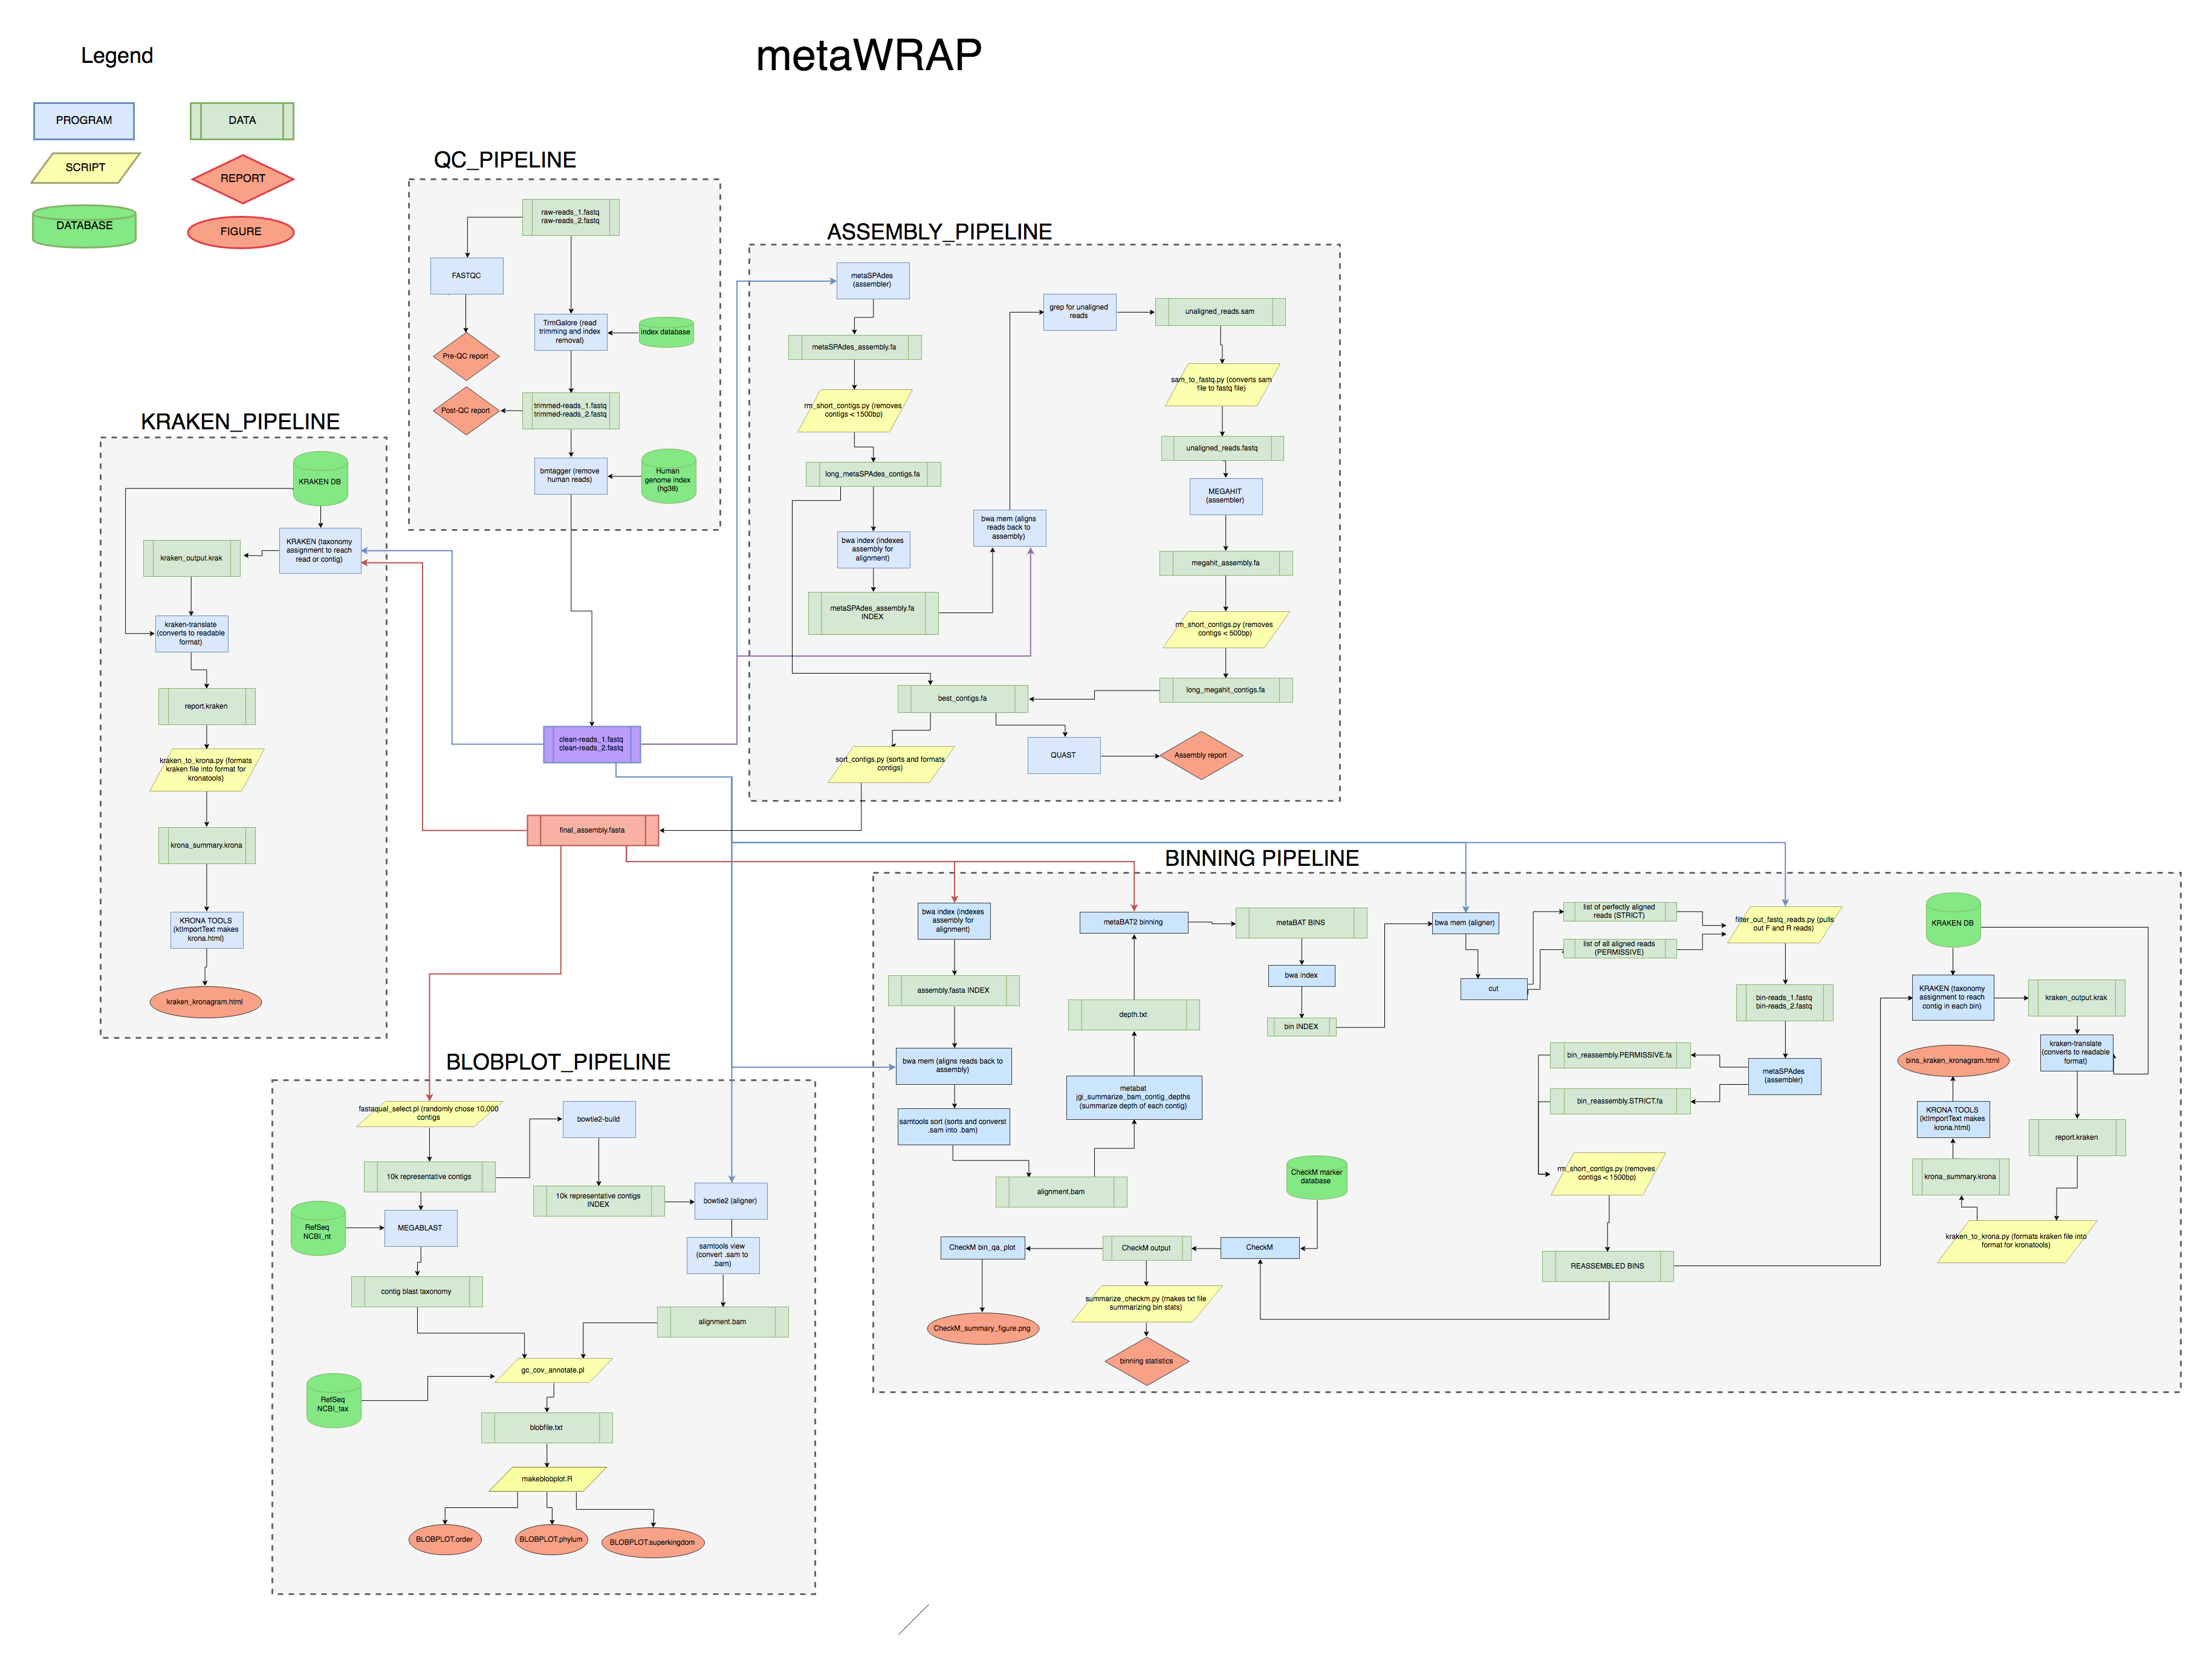 metaWRAP
Legend
PROGRAM
DATA
SCRIPT
REPORT
DATABASE
FIGURE
QC_PIPELINE
raw-reads_1.fastq
raw-reads_2.fastq
FASTQC
TrmGalore (read
trimming and index
removal)
index database
Pre-QC report
Post-QC report
trimmed-reads_1.fastq
trimmed-reads_2.fastq
bmtagger (remove
human reads)
Human
genome index
(hg38)
ASSEMBLY_PIPELINE
metaSPAdes
(assembler)
metaSPAdes_assembly.fa
rm_short_contigs.py (removes
contigs < 1500bp)
long_metaSPAdes_contigs.fa
bwa index (indexes
assembly for
alignment)
metaSPAdes_assembly.fa
INDEX
bwa mem (aligns
reads back to
assembly)
grep for unaligned
reads
unaligned_reads.sam
sam_to_fastq.py (converts sam
file to fastq file)
unaligned_reads.fastq
MEGAHIT
(assembler)
megahit_assembly.fa
rm_short_contigs.py (removes
contigs < 500bp)
long_megahit_contigs.fa
best_contigs.fa
sort_contigs.py (sorts and formats
contigs)
QUAST
Assembly report
KRAKEN_PIPELINE
KRAKEN DB
KRAKEN (taxonomy
assignment to reach
read or contig)
kraken_output.krak
kraken-translate
(converts to readable
format)
report.kraken
kraken_to_krona.py (formats
kraken file into format for
kronatools)
krona_summary.krona
KRONA TOOLS
(ktImportText makes
krona.html)
kraken_kronagram.html
clean-reads_1.fastq
clean-reads_2.fastq
final_assembly.fasta
BLOBPLOT_PIPELINE
fastaqual_select.pl (randomly chose 10,000
contigs
10k representative contigs
bowtie2-build
10k representative contigs
INDEX
bowtie2 (aligner)
RefSeq
NCBI_nt
MEGABLAST
samtools view
(convert .sam to
.bam)
contig blast taxonomy
alignment.bam
gc_cov_annotate.pl
RefSeq
NCBI_tax
blobfile.txt
makeblobplot.R
BLOBPLOT.order
BLOBPLOT.phylum
BLOBPLOT.superkingdom
BINNING PIPELINE
bwa index (indexes
assembly for
alignment)
assembly.fasta INDEX
bwa mem (aligns reads back to
assembly)
samtools sort (sorts and converst
.sam into .bam)
alignment.bam
metabat
jgi_summarize_bam_contig_depths
(summarize depth of each contig)
depth.txt
metaBAT2 binning
metaBAT BINS
bwa index
bin INDEX
bwa mem (aligner)
cut
list of perfectly aligned
reads (STRICT)
list of all aligned reads
(PERMISSIVE)
filter_out_fastq_reads.py (pulls
out F and R reads)
bin-reads_1.fastq
bin-reads_2.fastq
metaSPAdes
(assembler)
bin_reassembly.PERMISSIVE.fa
bin_reassembly.STRICT.fa
rm_short_contigs.py (removes
contigs < 1500bp)
REASSEMBLED BINS
CheckM marker
database
CheckM
CheckM output
CheckM bin_qa_plot
CheckM_summary_figure.png
summarize_checkm.py (makes txt file
summarizing bin stats)
binning statistics
KRAKEN DB
KRAKEN (taxonomy
assignment to reach
contig in each bin)
kraken_output.krak
kraken-translate
(converts to readable
format)
report.kraken
kraken_to_krona.py (formats kraken file into
format for kronatools)
krona_summary.krona
KRONA TOOLS
(ktImportText makes
krona.html)
bins_kraken_kronagram.html